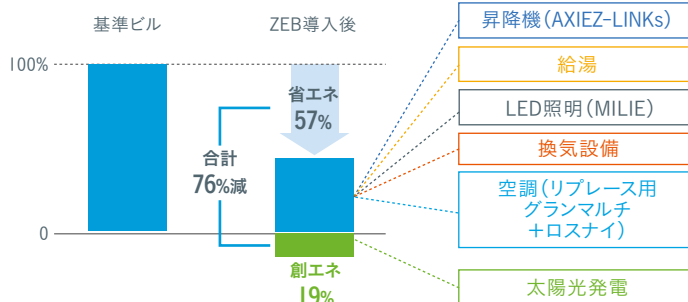 基準ビル
ZEB導入後
100%
省エネ
57%
合計
76%減
0
創エネ
19%
昇降機(AXIEZ-LINKs)
給湯
LED照明(MILIE)
換気設備
空調(リプレース用
グランマルチ
+ロスナイ)
太陽光発電